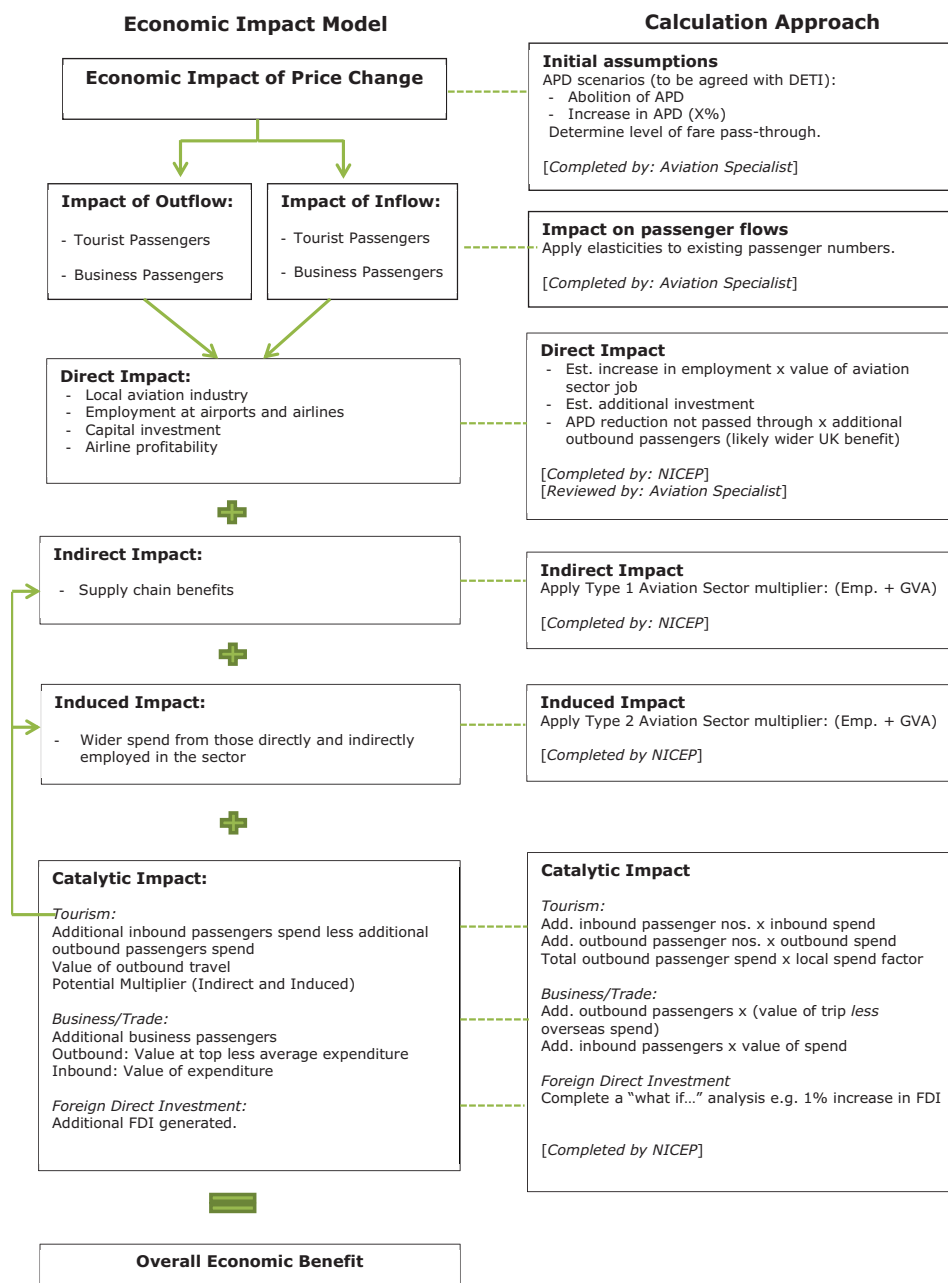 Economic Impact Model
Calculation Approach
Economic Impact of Price Change
Initial assumptions
APD scenarios (to be agreed with DETI):
- Abolition of APD
- Increase in APD (X%)
Determine level of fare pass-through.
[Completed by: Aviation Specialist]
Impact of Outflow:
- Tourist Passengers
- Business Passengers
Impact of Inflow:
- Tourist Passengers
- Business Passengers
Impact on passenger flows
Apply elasticities to existing passenger numbers.
[Completed by: Aviation Specialist]
Direct Impact:
- Local aviation industry
- Employment at airports and airlines
- Capital investment
- Airline profitability
Direct Impact
- Est. increase in employment x value of aviation
sector job
- Est. additional investment
- APD reduction not passed through x additional
outbound passengers (likely wider UK benefit)
[Completed by: NICEP]
[Reviewed by: Aviation Specialist]
Indirect Impact:
- Supply chain benefits
Indirect Impact
Apply Type 1 Aviation Sector multiplier: (Emp. + GVA)
[Completed by: NICEP]
Induced Impact:
- Wider spend from those directly and indirectly
employed in the sector
Induced Impact
Apply Type 2 Aviation Sector multiplier: (Emp. + GVA)
[Completed by NICEP]
Catalytic Impact:
Tourism:
Additional inbound passengers spend less additional
outbound passengers spend
Value of outbound travel
Potential Multiplier (Indirect and Induced)
Business/Trade:
Additional business passengers
Outbound: Value at top less average expenditure
Inbound: Value of expenditure
Foreign Direct Investment:
Additional FDI generated.
Catalytic Impact
Tourism:
Add. inbound passenger nos. x inbound spend
Add. outbound passenger nos. x outbound spend
Total outbound passenger spend x local spend factor
Business/Trade:
Add. outbound passengers x (value of trip less
overseas spend)
Add. inbound passengers x value of spend
Foreign Direct Investment
Complete a “what if…” analysis e.g. 1% increase in FDI
[Completed by NICEP]
Overall Economic Benefit